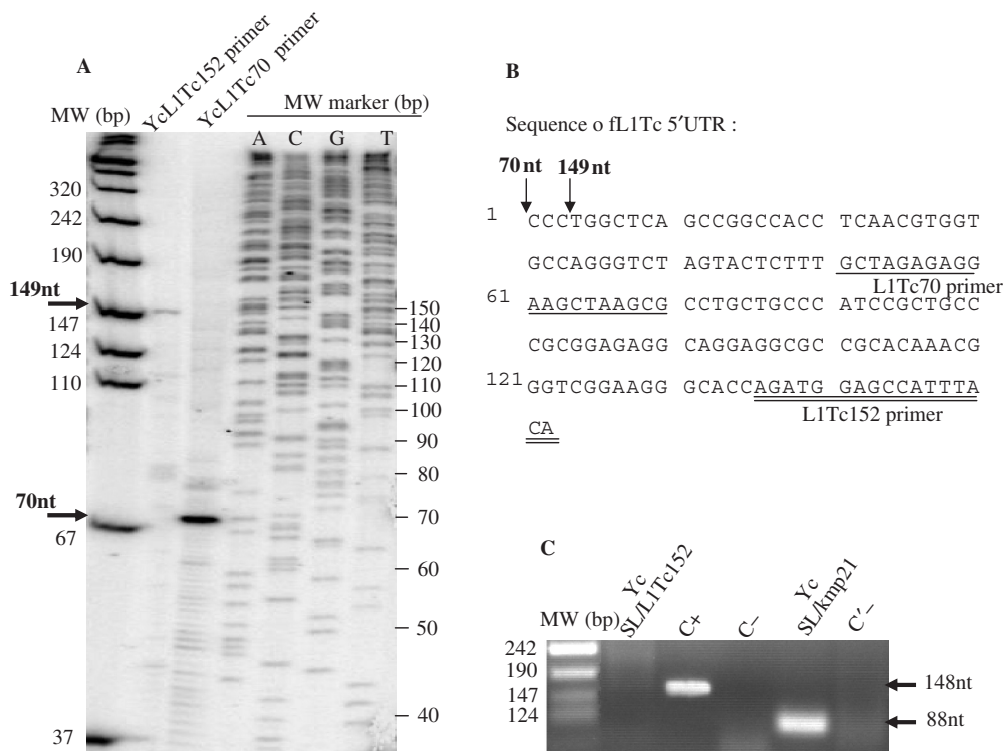 A
YcL1Tc152 primer
YcL1Tc70 primer
MW (bp)
MW marker (bp)
A C G T
320
242
190
149nt
147
124
110
70nt
67
37
150
140
130
120
110
100
90
80
70
60
50
40
B
Sequence o fL1Tc 5′UTR :
70 nt 149nt
1 CCCTGGCTCA GCCGGCCACC TCAACGTGGT
GCCAGGGTCT AGTACTCTTT GCTAGAGAGG
L1Tc70 primer
61 AAGCTAAGCG CCTGCTGCCC ATCCGCTGCC
CGCGGAGAGG CAGGAGGCGC CGCACAAACG
121 GGTCGGAAGG GCACCAGATG GAGCCATTTA
L1Tc152 primer
CA
C
MW (bp)
Yc
SL/L1Tc152
C+
C–
Yc
SL/kmp21
C′–
242
190
147
124
148nt
88nt